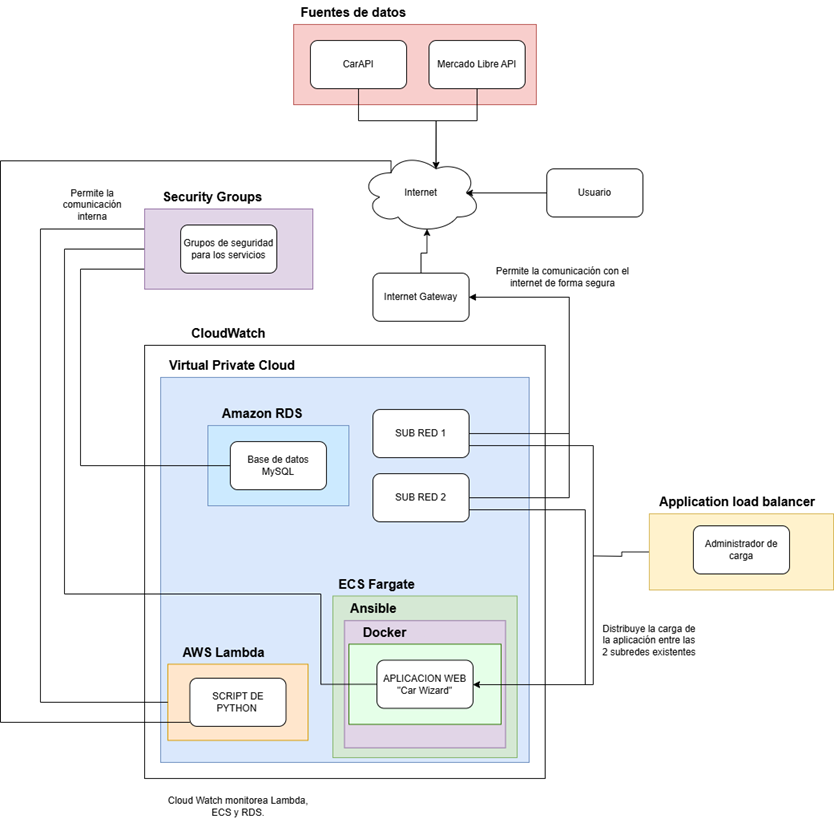 Fuentes de datos
CarAPI
Mercado Libre API
Internet
Usuario
Permite la
comunicación
interna
Security Groups
Grupos de seguridad
para los servicios
Internet Gateway
Permite la comunicación con el
internet de forma segura
CloudWatch
Virtual Private Cloud
Amazon RDS
Base de datos
MySQL
SUB RED 1
SUB RED 2
Application load balancer
Administrador de
carga
ECS Fargate
Ansible
Docker
APLICACION WEB
"Car Wizard"
Distribuye la carga de
la aplicación entre las
2 subredes existentes
AWS Lambda
SCRIPT DE
PYTHON
Cloud Watch monitorea Lambda,
ECS y RDS.